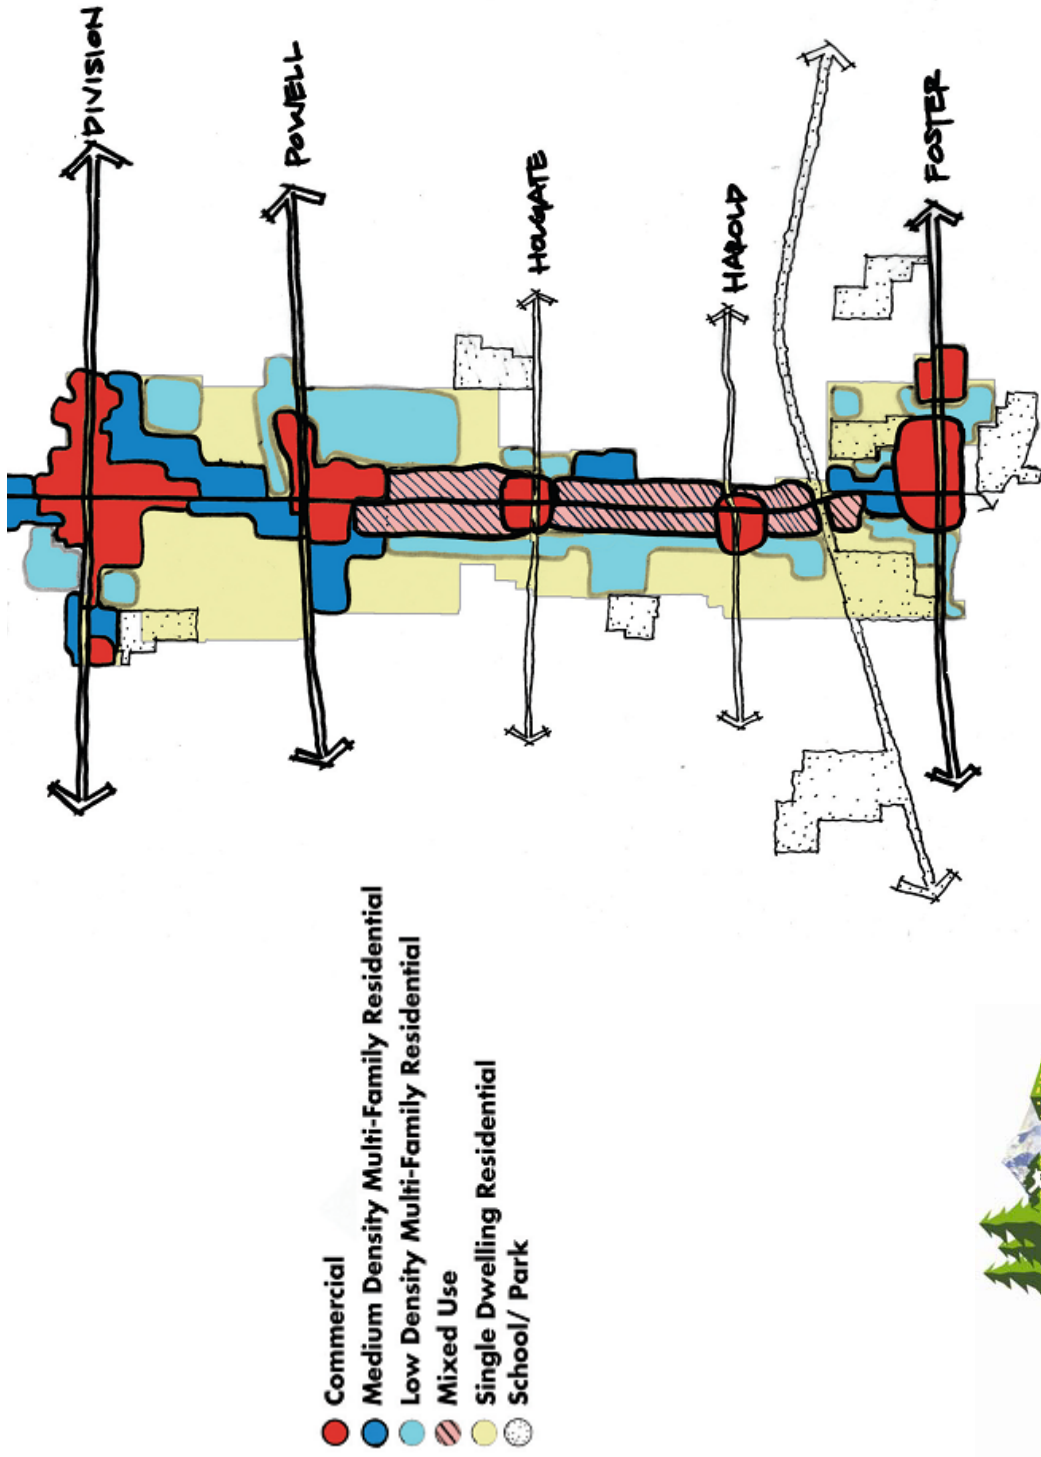 DIVISION
POWELL
HOLGATE
HAROLD
FOSTER
Commercial
Medium Density Multi-Family Residential
Low Density Multi-Family Residential
Mixed Use
Single Dwelling Residential
School/ Park